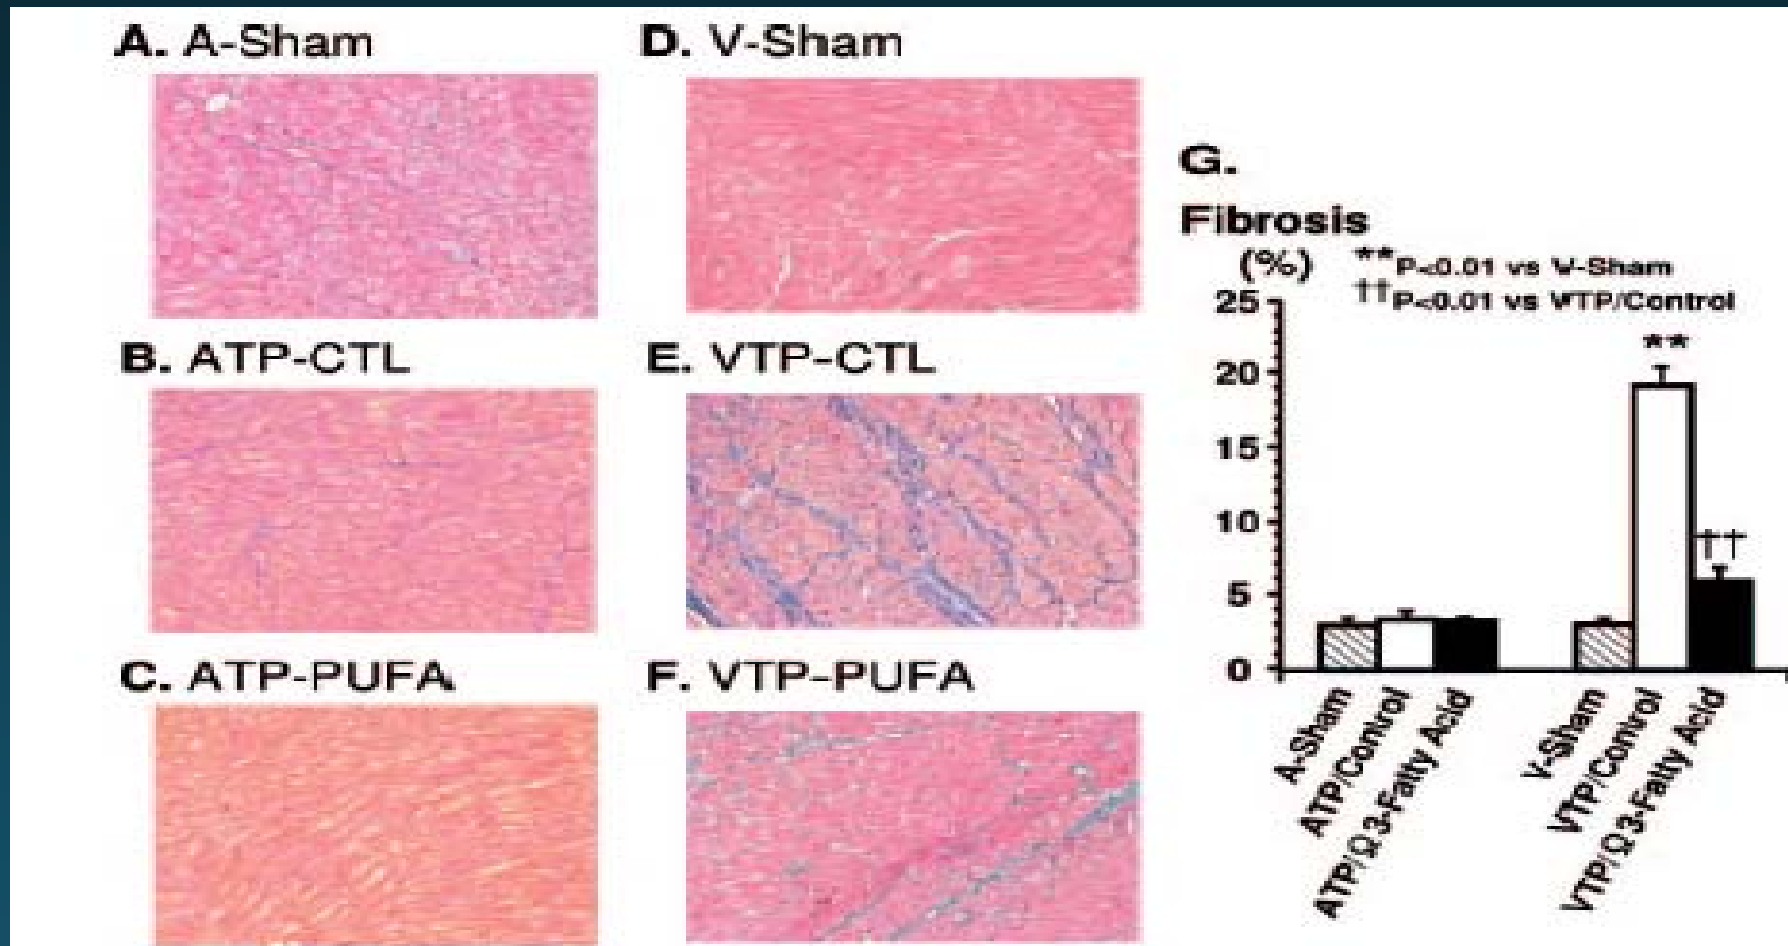 A. A-Sham
B. ATP-CTL
C. ATP-PUFA
D. V-Sham
E. VTP-CTL
F. VTP-PUFA
G.
Fibrosis
(%)
**P<0.01 vs V-Sham
††P<0.01 vs VTP/Control
25
20
15
10
5
0
**
††
A-Sham
ATP/Control
ATP/Ω3-Fatty Acid
V-Sham
VTP/Control
VTP/Ω3-Fatty Acid